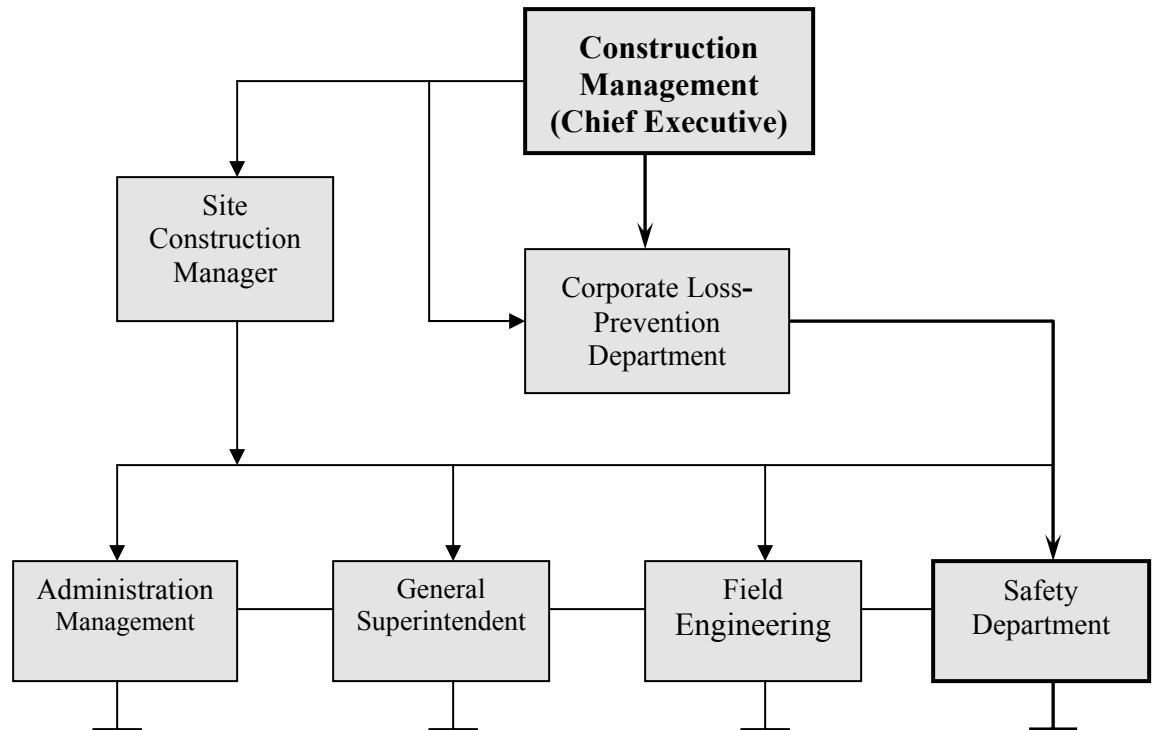 Construction
Management
(Chief Executive)
Site
Construction
Manager
Corporate Loss-
Prevention
Department
Administration
Management
General
Superintendent
Field
Engineering
Safety
Department